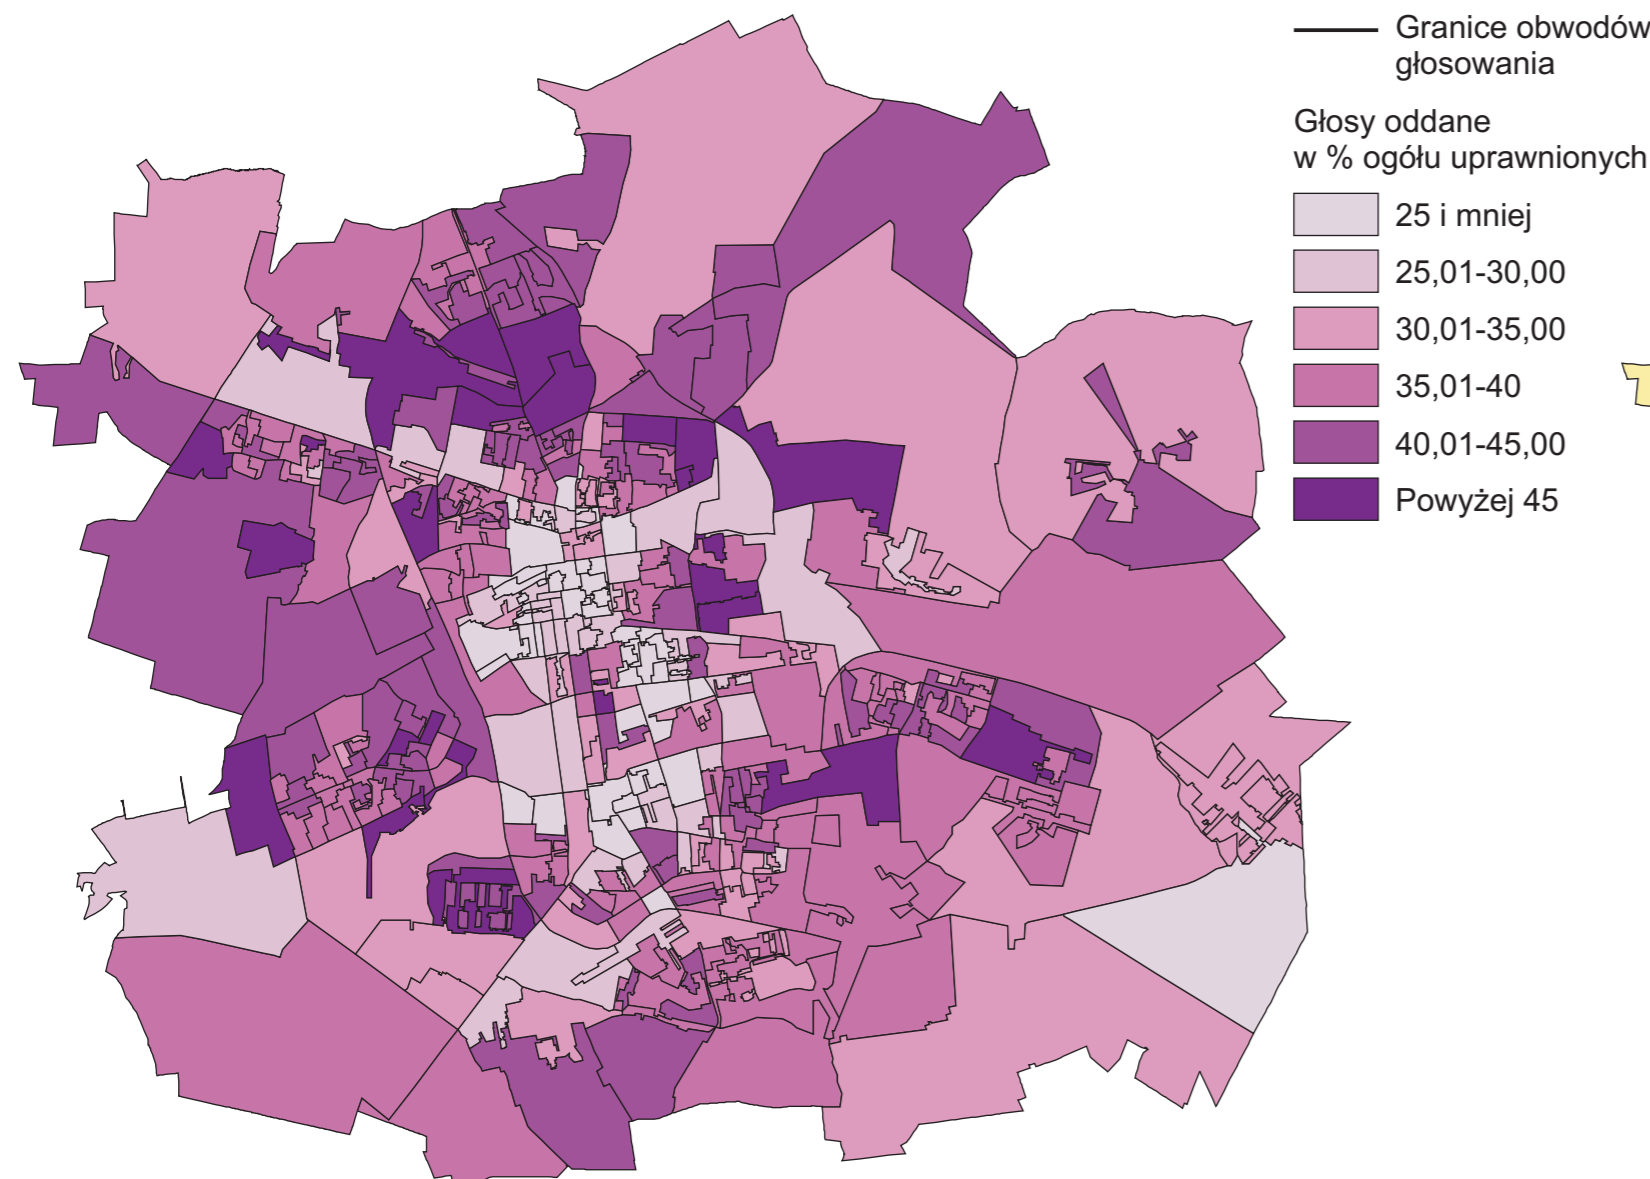 Granice obwodów
głosowania
Głosy oddane
w % ogółu uprawnionych
25 i mniej
25,01-30,00
30,01-35,00
35,01-40
40,01-45,00
Powyżej 45